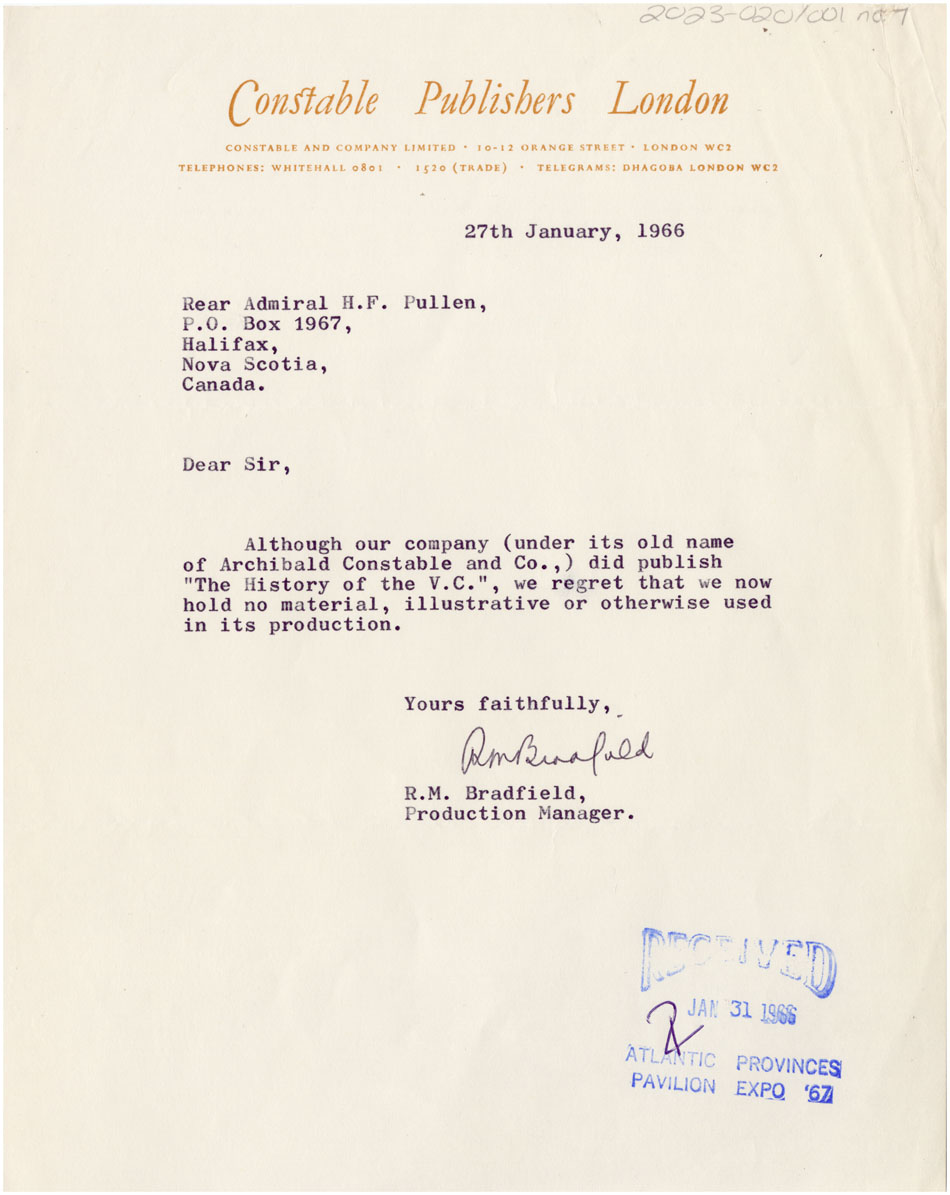 2023-020/001 no 7
Constable Publishers London
CONSTABLE AND COMPANY LIMITED • 10-12 ORANGE STREET • LONDON WC2
TELEPHONES: WHITEHALL 0801 • 1520 (TRADE) • TELEGRAMS: DHAGOBA LONDON WC2
27th January, 1966
Rear Admiral H.F. Pullen,
P.O. Box 1967,
Halifax,
Nova Scotia,
Canada.
Dear Sir,
Although our company (under its old name
of Archibald Constable and Co.,) did publish
"The History of the V.C.", we regret that we now
hold no material, illustrative or otherwise used
in its production.
Yours faithfully,
RMBradfield
R.M. Bradfield,
Production Manager.
RECEIVED
JAN 31 1966
ATLANTIC PROVINCES
PAVILION EXPO '67